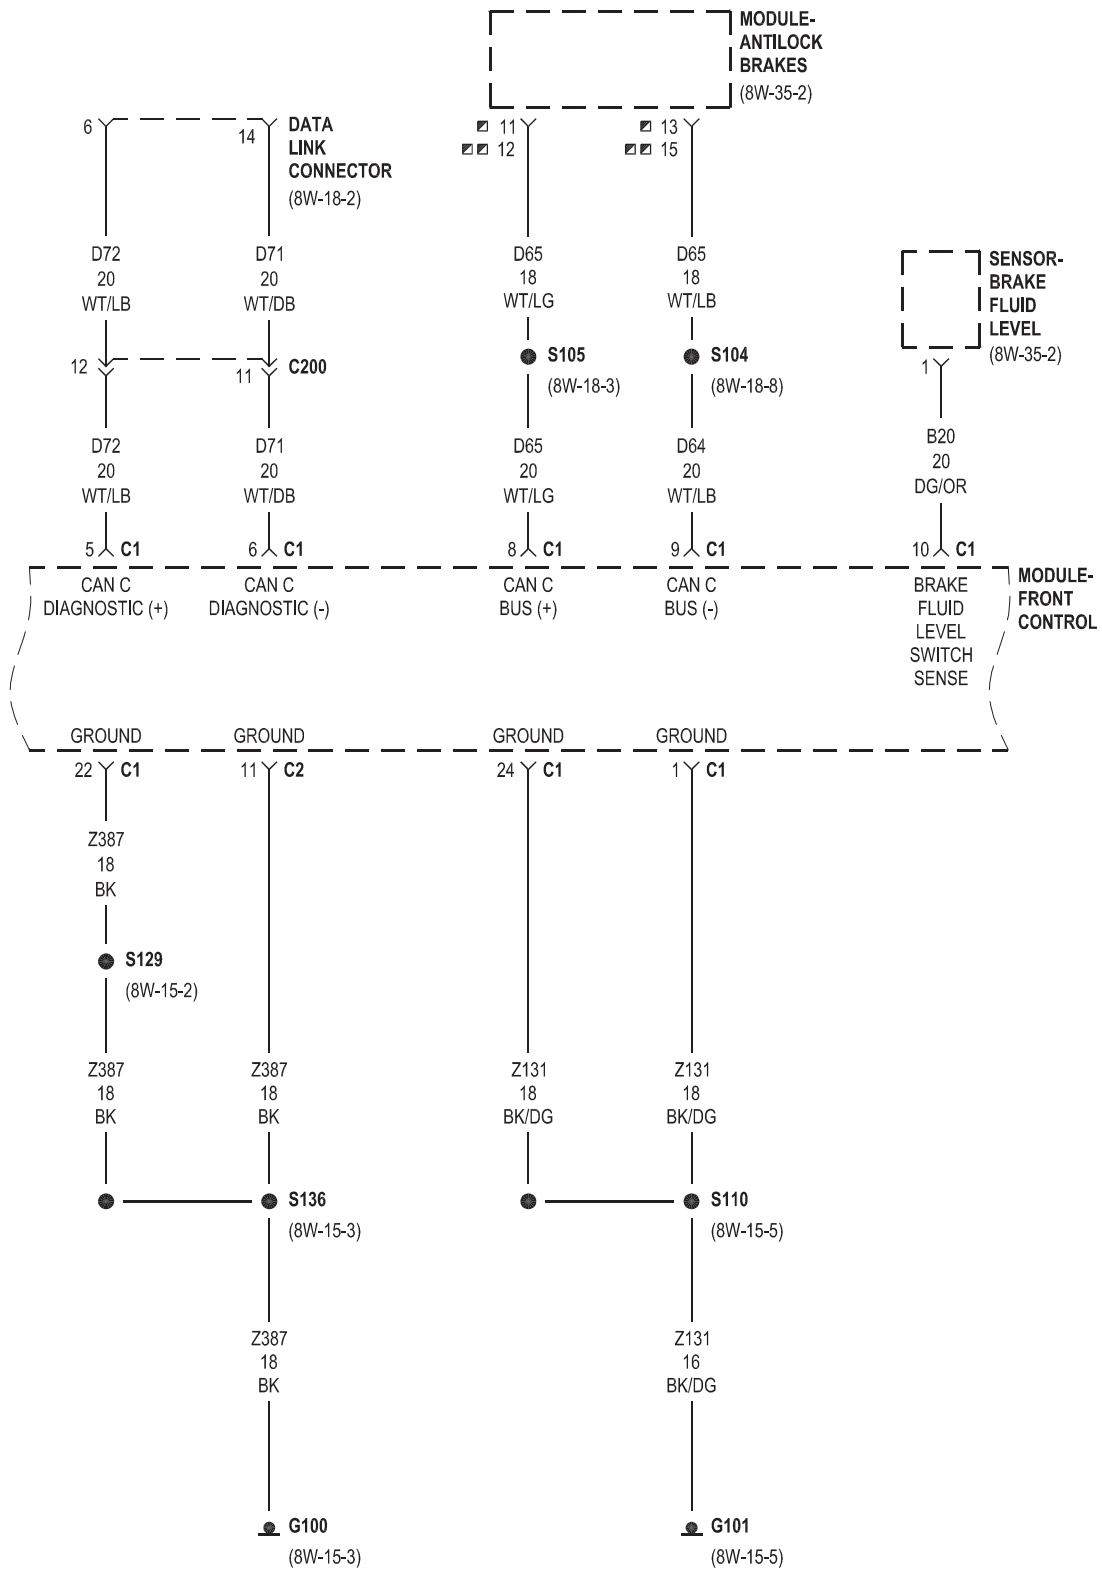 MODULE-
ANTILOCK
BRAKES
(8W-35-2)
6
14
DATA
LINK
CONNECTOR
(8W-18-2)
11
12
13
15
D72
20
WT/LB
D71
20
WT/DB
D65
18
WT/LG
D65
18
WT/LB
SENSOR-
BRAKE
FLUID
LEVEL
(8W-35-2)
12
11
C200
S105
(8W-18-3)
S104
(8W-18-8)
1
D72
20
WT/LB
D71
20
WT/DB
D65
20
WT/LG
D64
20
WT/LB
B20
20
DG/OR
5 C1
6 C1
8 C1
9 C1
10 C1
CAN C
DIAGNOSTIC (+)
CAN C
DIAGNOSTIC (-)
CAN C
BUS (+)
CAN C
BUS (-)
BRAKE
FLUID
LEVEL
SWITCH
SENSE
MODULE-
FRONT
CONTROL
GROUND
GROUND
GROUND
GROUND
22 C1
11 C2
24 C1
1 C1
Z387
18
BK
S129
(8W-15-2)
Z387
18
BK
Z387
18
BK
Z131
18
BK/DG
Z131
18
BK/DG
S136
(8W-15-3)
S110
(8W-15-5)
Z387
18
BK
Z131
16
BK/DG
G100
(8W-15-3)
G101
(8W-15-5)